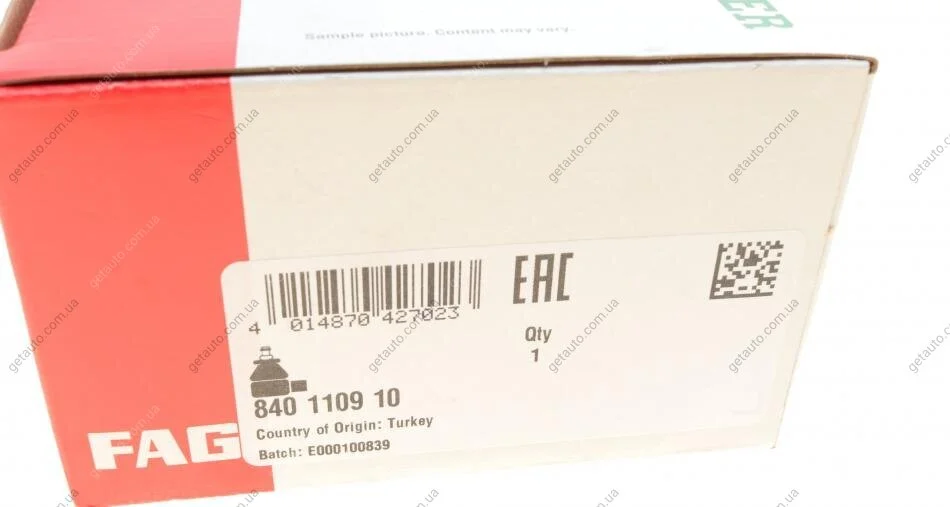 Sample picture. Content may vary.
ER
4 014870 427023
EAC
Qty
1
840 1109 10
Country of Origin: Turkey
Batch: E000100839
FAG
getauto.com.ua